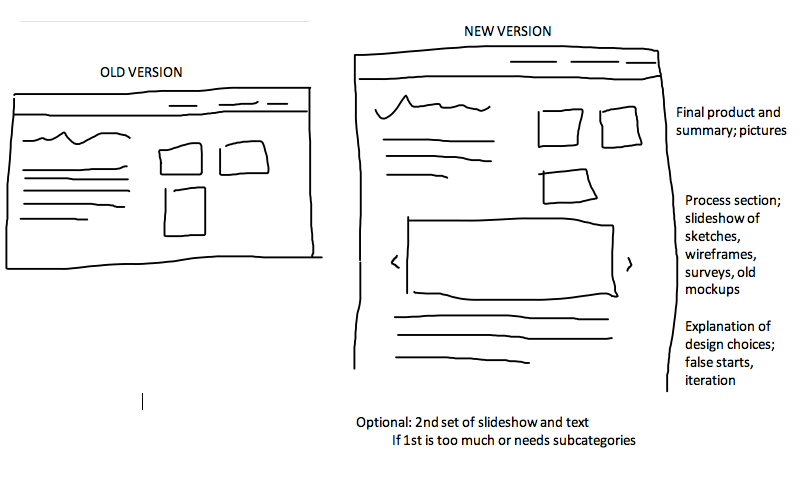 NEW VERSION
OLD VERSION
Final product and
summary; pictures
Process section;
slideshow of
sketches,
wireframes,
surveys, old
mockups
Explanation of
design choices;
false starts,
iteration
Optional: 2nd set of slideshow and text
If 1st is too much or needs subcategories